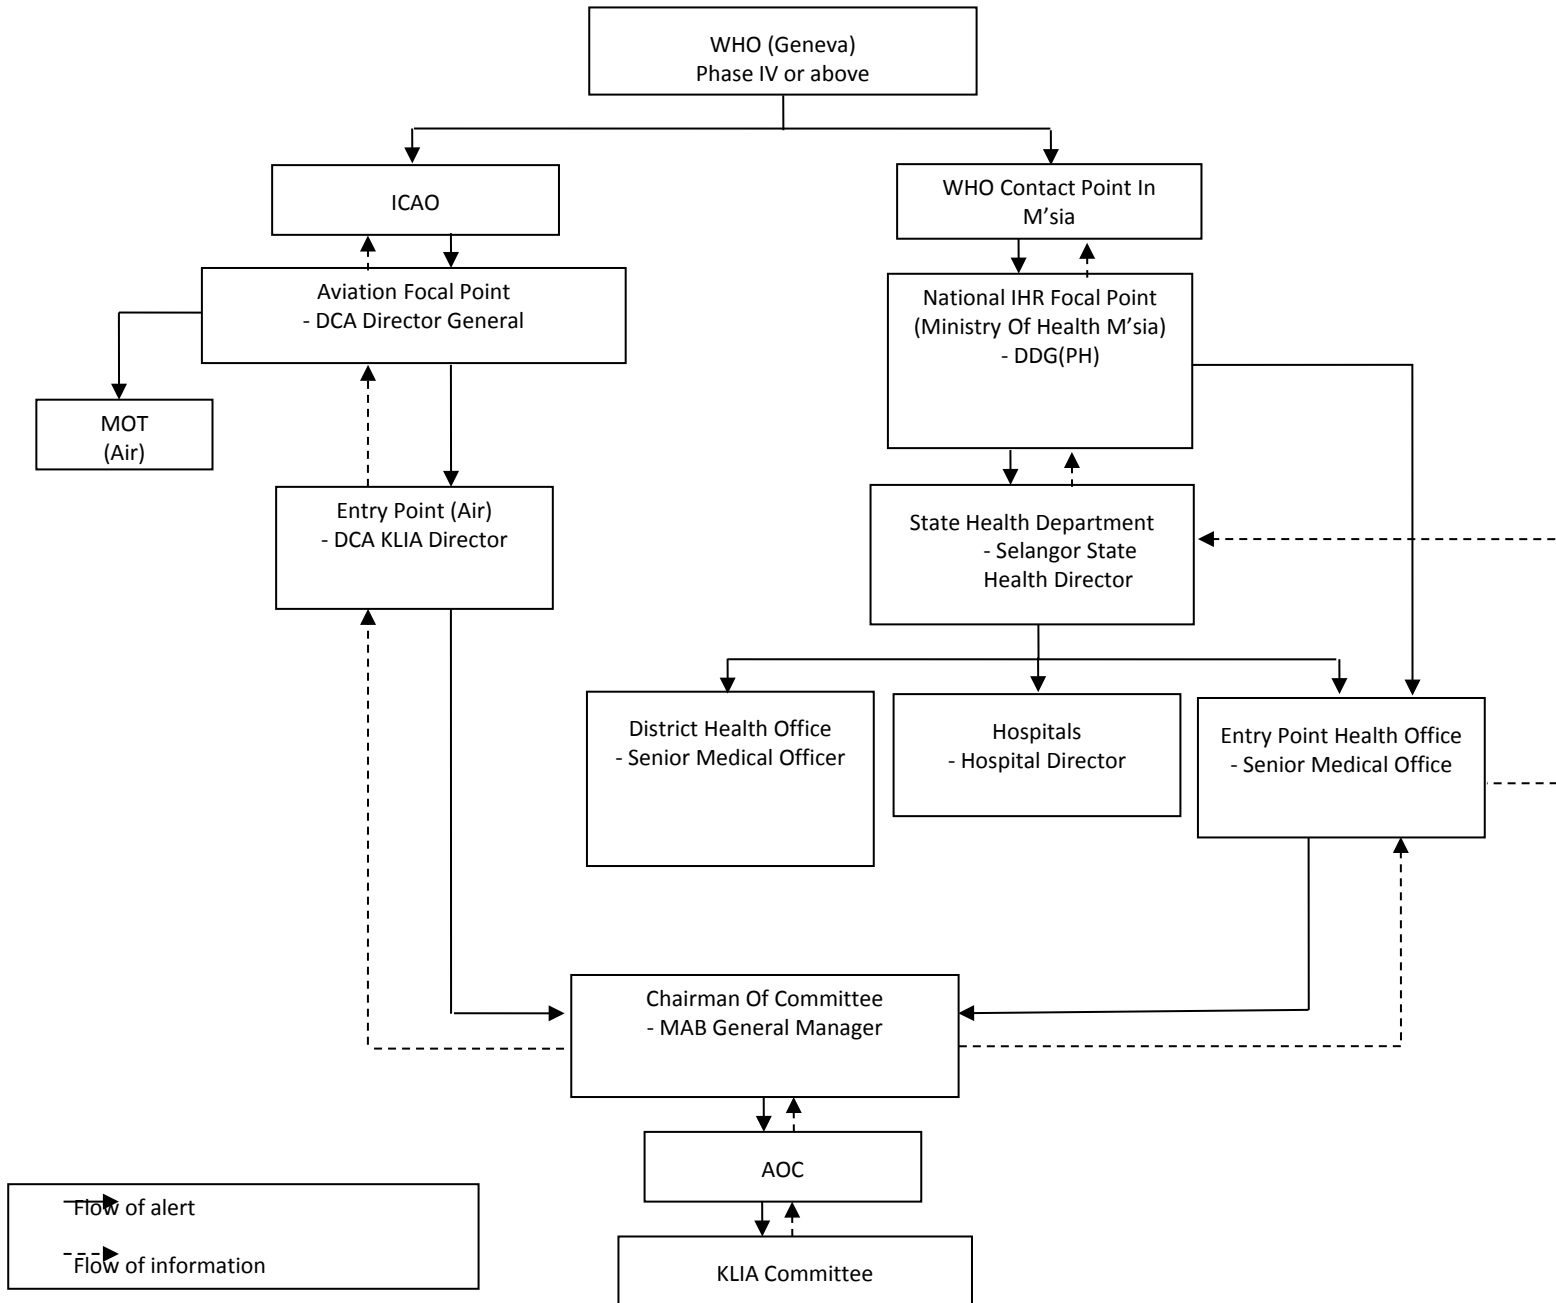 WHO (Geneva)
Phase IV or above
ICAO
WHO Contact Point In
M’sia
Aviation Focal Point
- DCA Director General
National IHR Focal Point
(Ministry Of Health M’sia)
- DDG(PH)
MOT
(Air)
Entry Point (Air)
- DCA KLIA Director
State Health Department
- Selangor State
Health Director
District Health Office
- Senior Medical Officer
Hospitals
- Hospital Director
Entry Point Health Office
- Senior Medical Office
Chairman Of Committee
- MAB General Manager
AOC
KLIA Committee
Flow of alert
Flow of information